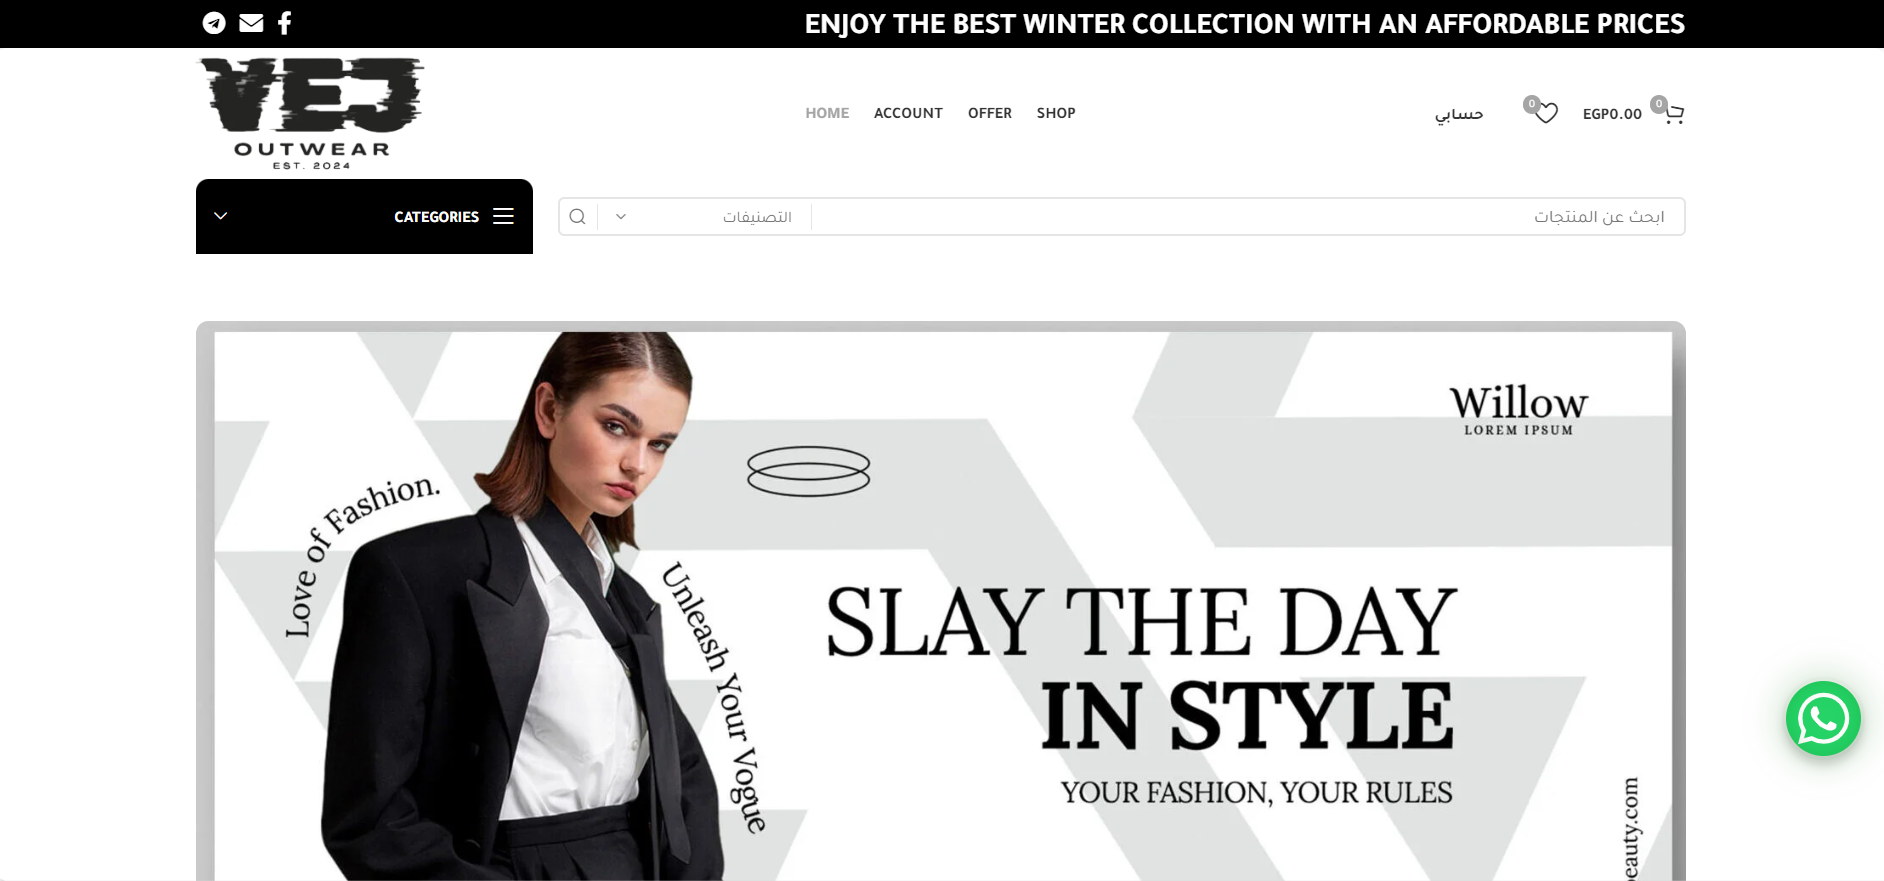 ENJOY THE BEST WINTER COLLECTION WITH AN AFFORDABLE PRICES
VEJ
OUTWEAR
EST. 2024
HOME ACCOUNT OFFER SHOP
حسابي
0
EGP0.00
0
CATEGORIES
التصنيفات
ابحث عن المنتجات
Willow
LOREM IPSUM
Love of Fashion.
Unleash Your Vogue
SLAY THE DAY
IN STYLE
YOUR FASHION, YOUR RULES